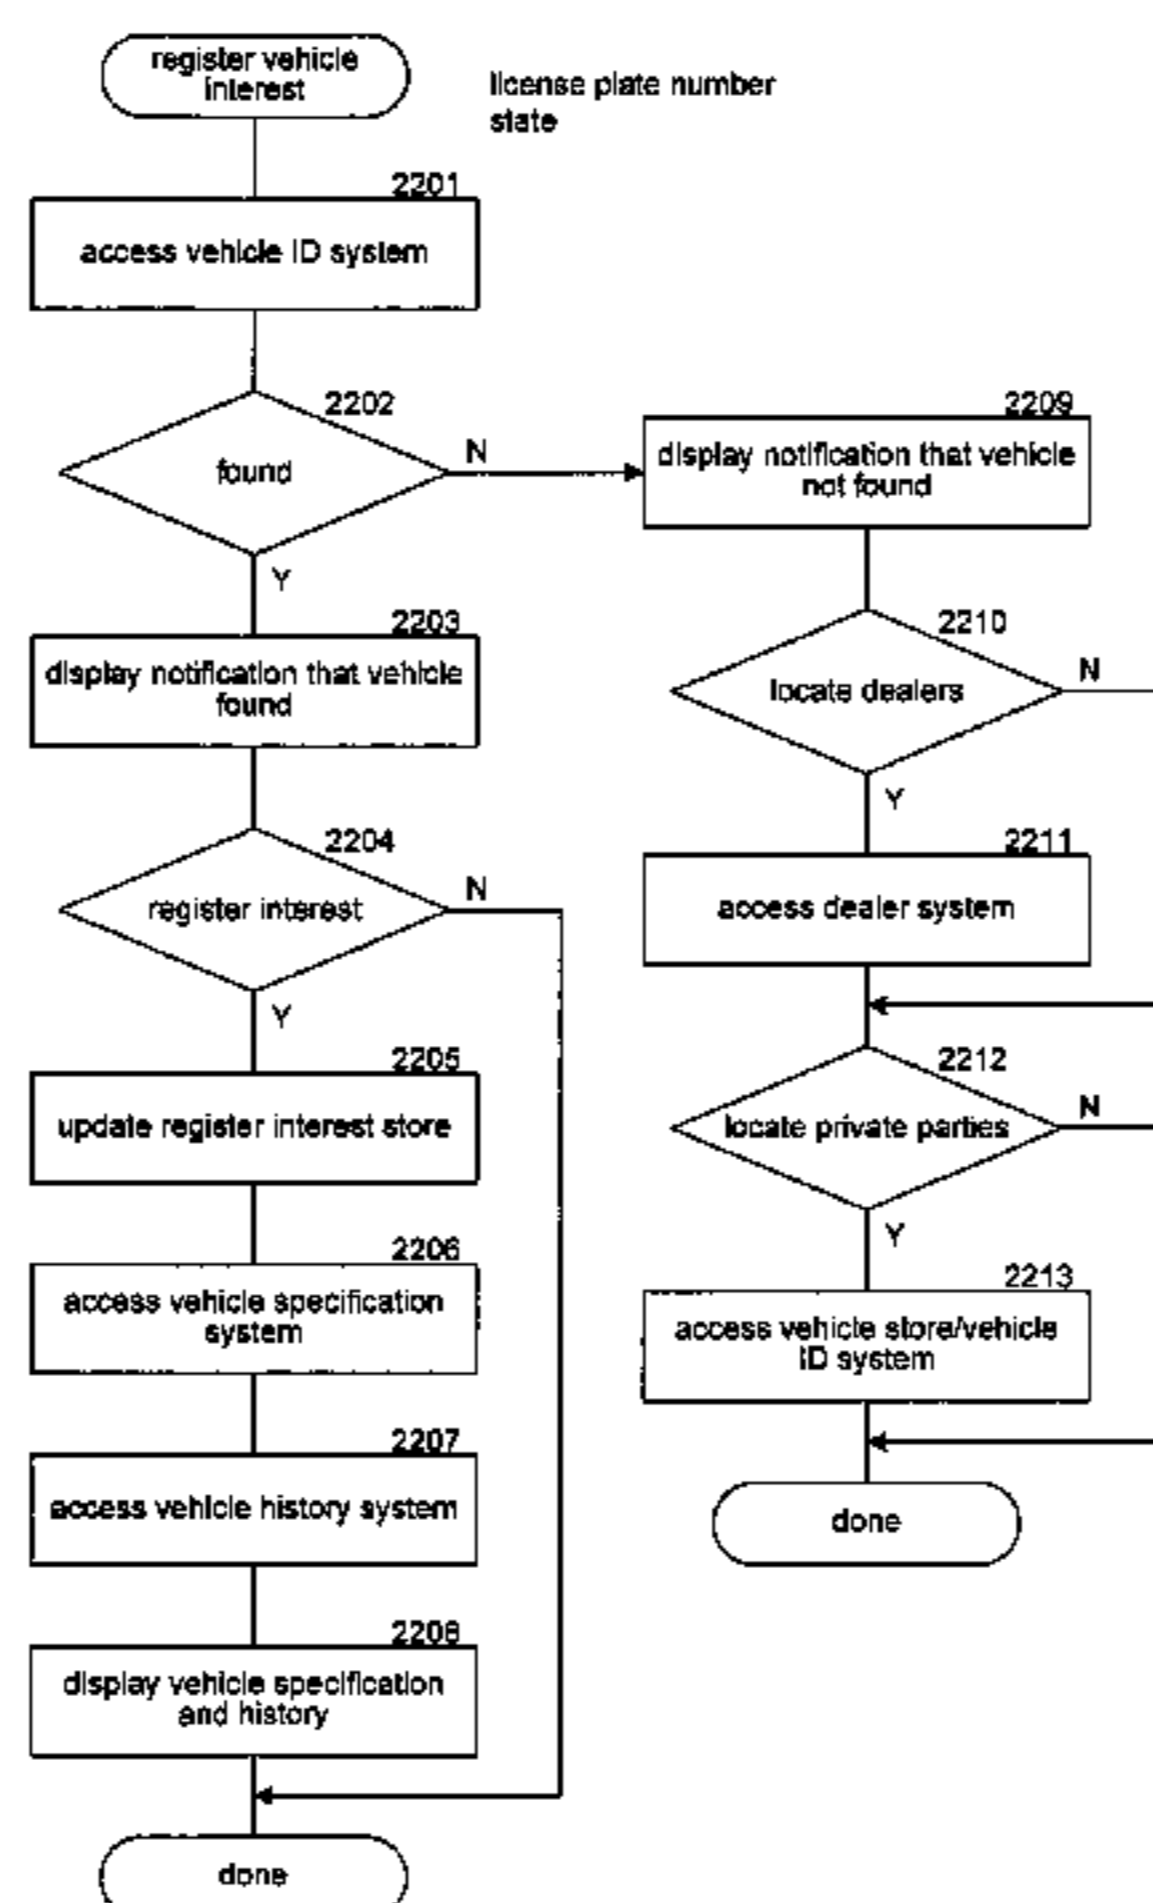 register vehicle
interest
license plate number
state
2201
access vehicle ID system
2202
found
N
Y
2203
display notification that vehicle
found
2204
register interest
N
Y
2205
update register interest store
2206
access vehicle specification
system
2207
access vehicle history system
2208
display vehicle specification
and history
done
2209
display notification that vehicle
not found
2210
locate dealers
N
Y
2211
access dealer system
2212
locate private parties
N
Y
2213
access vehicle store/vehicle
ID system
done